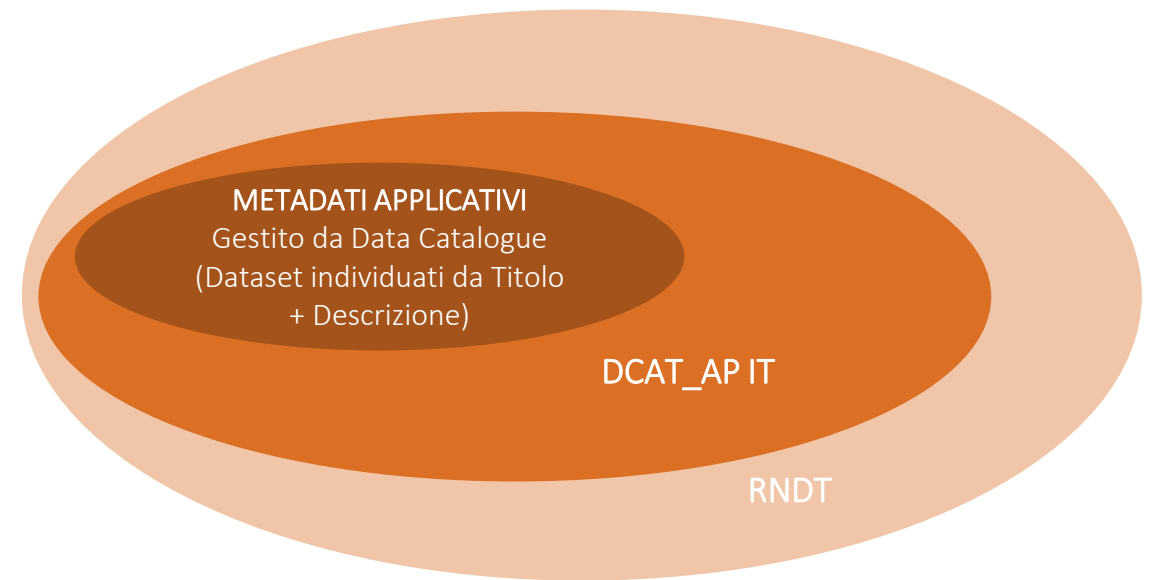 METADATI APPLICATIVI
Gestito da Data Catalogue
(Dataset individuati da Titolo
+ Descrizione)
DCAT_AP IT
RNDT